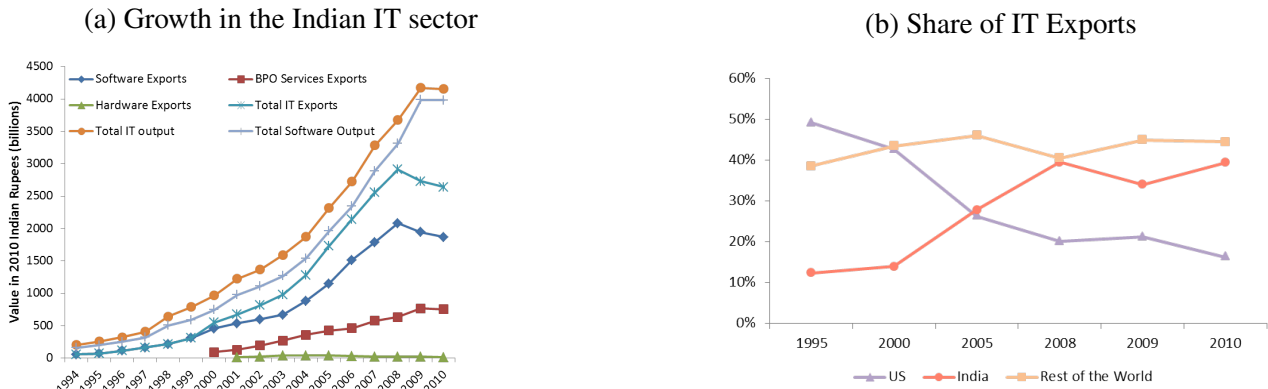 (a) Growth in the Indian IT sector
Value in 2010 Indian Rupees (billions)
4500
4000
3500
3000
2500
2000
1500
1000
500
0
Software Exports
BPO Services Exports
Hardware Exports
Total IT Exports
Total IT output
Total Software Output
1994 1995 1996 1997 1998 1999 2000 2001 2002 2003 2004 2005 2006 2007 2008 2009 2010
(b) Share of IT Exports
60%
50%
40%
30%
20%
10%
0%
1995 2000 2005 2008 2009 2010
US India Rest of the World